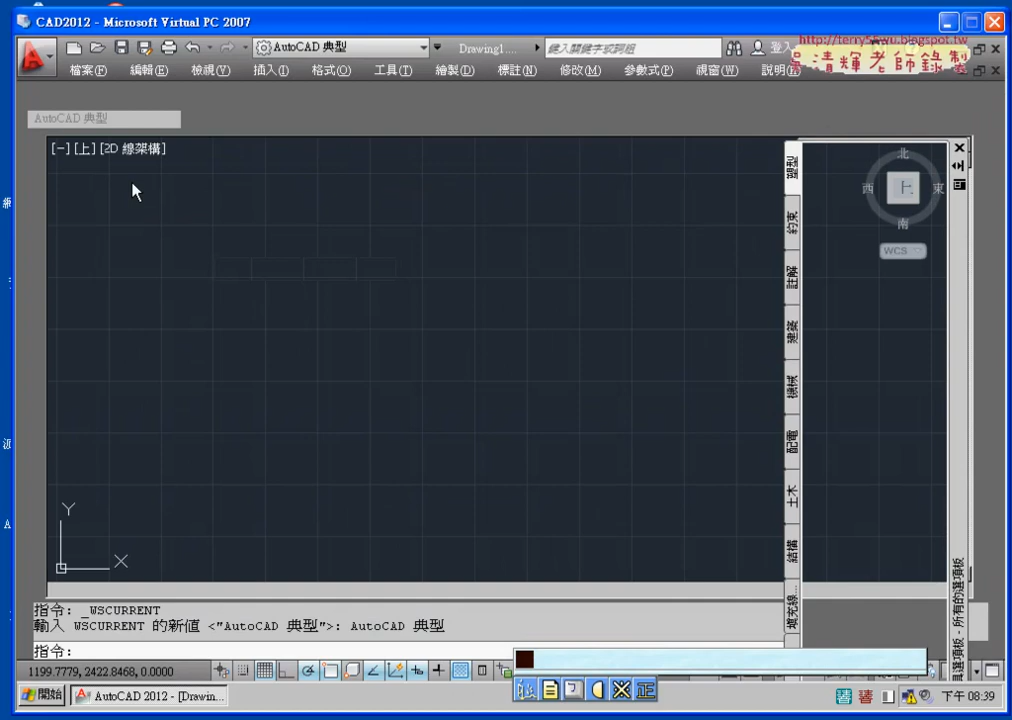 CAD2012 - Microsoft Virtual PC 2007
AutoCAD 典型
Drawing1....
鍵入關鍵字或詞組
登入
http://terry55wu.blogspot.tw
吳清輝老師錄製
檔案(F) 編輯(E) 檢視(V) 插入(I) 格式(O) 工具(T) 繪製(D) 標註(N) 修改(M) 參數式(P) 視窗(W) 說明(H)
AutoCAD 典型
[−] [上] [2D 線架構]
北
西 上 東
南
WCS
塑型
約束
註解
建築
機械
配電
土木
結構
填充線...
具選項板 - 所有的選項板
Y
X
指令: _WSCURRENT
輸入 WSCURRENT 的新值 <"AutoCAD 典型">: AutoCAD 典型
指令:
1199.7779, 2422.8468, 0.0000
開始
AutoCAD 2012 - [Drawin...
下午 08:39